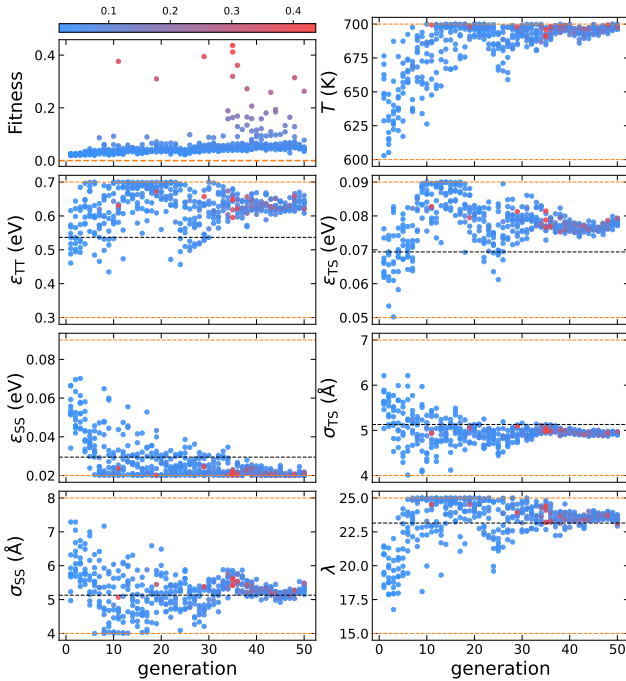 0.1 0.2 0.3 0.4
Fitness
0.4
0.2
0.0
T (K)
700
675
650
625
600
ε_TT (eV)
0.7
0.6
0.5
0.4
0.3
ε_TS (eV)
0.09
0.08
0.07
0.06
0.05
ε_SS (eV)
0.08
0.06
0.04
0.02
σ_TS (Å)
7
6
5
4
σ_SS (Å)
8
7
6
5
4
0 10 20 30 40 50
generation
λ
25.0
22.5
20.0
17.5
15.0
0 10 20 30 40 50
generation